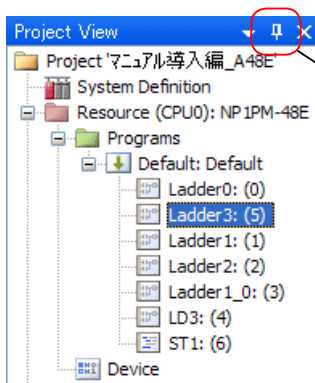 Project View
Project 'マニュアル導入編_A48E'
System Definition
Resource (CPU0): NP1PM-48E
Programs
Default: Default
Ladder0: (0)
Ladder3: (5)
Ladder1: (1)
Ladder2: (2)
Ladder1_0: (3)
LD3: (4)
ST1: (6)
Device